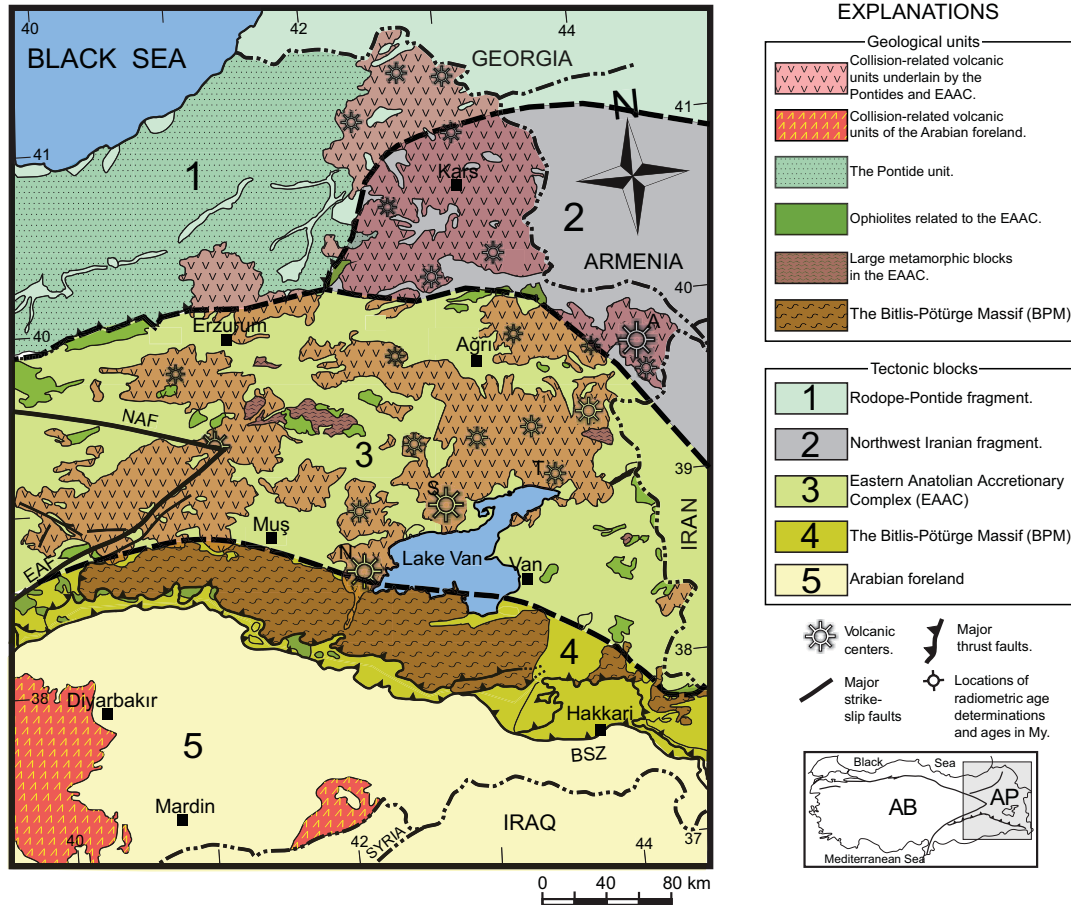 40
42
44
BLACK SEA
GEORGIA
41
N
41
1
Kars
2
ARMENIA
40
A
40
Erzurum
Ağrı
NAF
3
39
T
S
IRAN
Muş
EAF
N
Lake Van
Van
38
4
38
Diyarbakır
Hakkari
5
BSZ
Mardin
IRAQ
40
42
SYRIA
44
37
0 40 80 km
EXPLANATIONS
Geological units
Collision-related volcanic
units underlain by the
Pontides and EAAC.
Collision-related volcanic
units of the Arabian foreland.
The Pontide unit.
Ophiolites related to the EAAC.
Large metamorphic blocks
in the EAAC.
The Bitlis-Pötürge Massif (BPM)
Tectonic blocks
1 Rodope-Pontide fragment.
2 Northwest Iranian fragment.
3 Eastern Anatolian Accretionary
Complex (EAAC)
4 The Bitlis-Pötürge Massif (BPM)
5 Arabian foreland
Volcanic
centers.
Major
thrust faults.
Major
strike-
slip faults
Locations of
radiometric age
determinations
and ages in My.
Black Sea
AB
AP
Mediterranean Sea